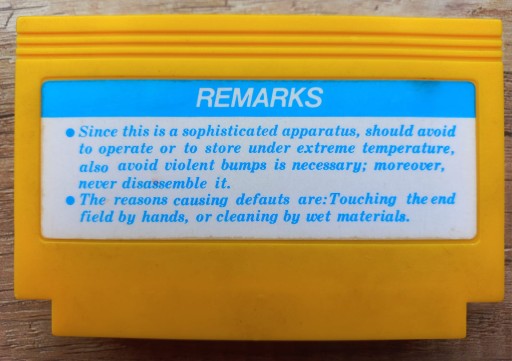 REMARKS
● Since this is a sophisticated apparatus, should avoid
to operate or to store under extreme temperature,
also avoid violent bumps is necessary; moreover,
never disassemble it.
● The reasons causing defauts are: Touching the end
field by hands, or cleaning by wet materials.